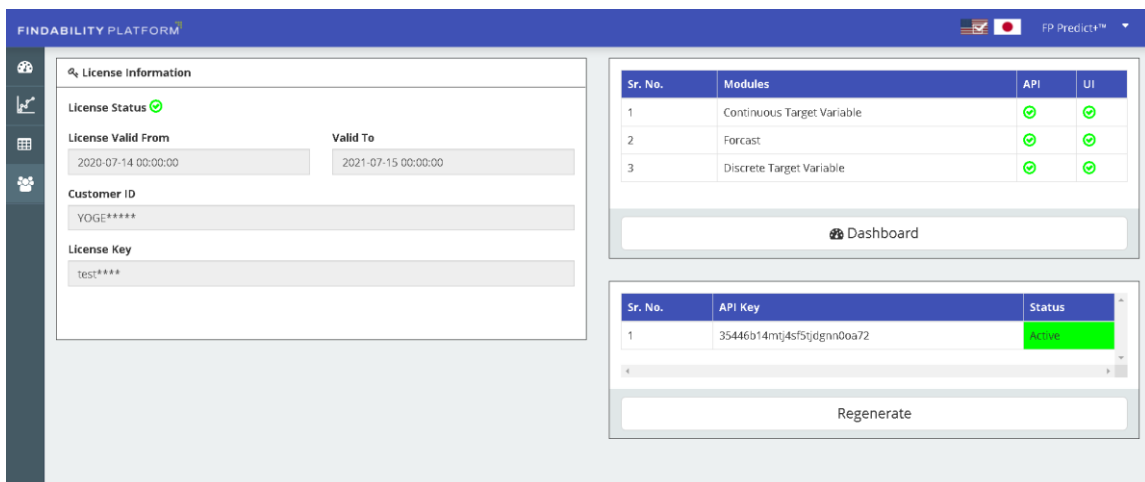 FINDABILITY PLATFORM
FP Predict+™
License Information
License Status
License Valid From Valid To
2020-07-14 00:00:00 2021-07-15 00:00:00
Customer ID
YOGE*****
License Key
test****
Sr. No. Modules API UI
1 Continuous Target Variable
2 Forcast
3 Discrete Target Variable
Dashboard
Sr. No. API Key Status
1 35446b14mtj4sf5tjdgnn0oa72 Active
Regenerate